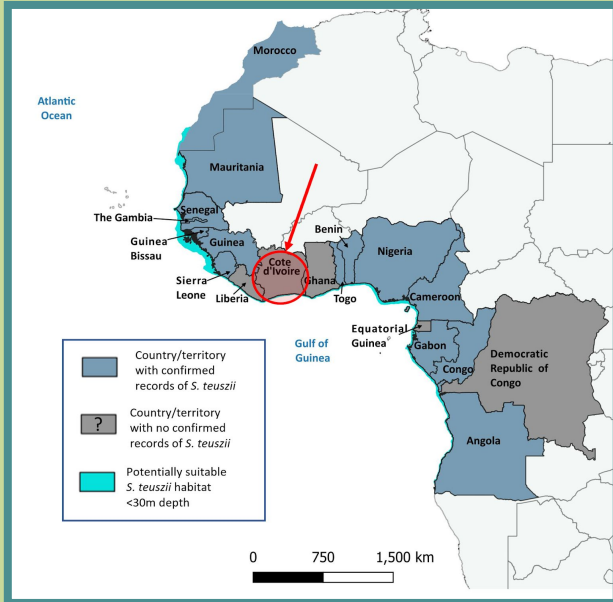 Morocco
Atlantic
Ocean
Mauritania
Senegal
The Gambia
Guinea
Bissau
Guinea
Sierra
Leone
Liberia
Cote
d'Ivoire
Ghana
Benin
Togo
Nigeria
Cameroon
Equatorial
Guinea
Gulf of
Guinea
Gabon
Congo
Democratic
Republic of
Congo
Angola
Country/territory
with confirmed
records of S. teuszii
?
Country/territory
with no confirmed
records of S. teuszii
Potentially suitable
S. teuszii habitat
<30m depth
0 750 1,500 km